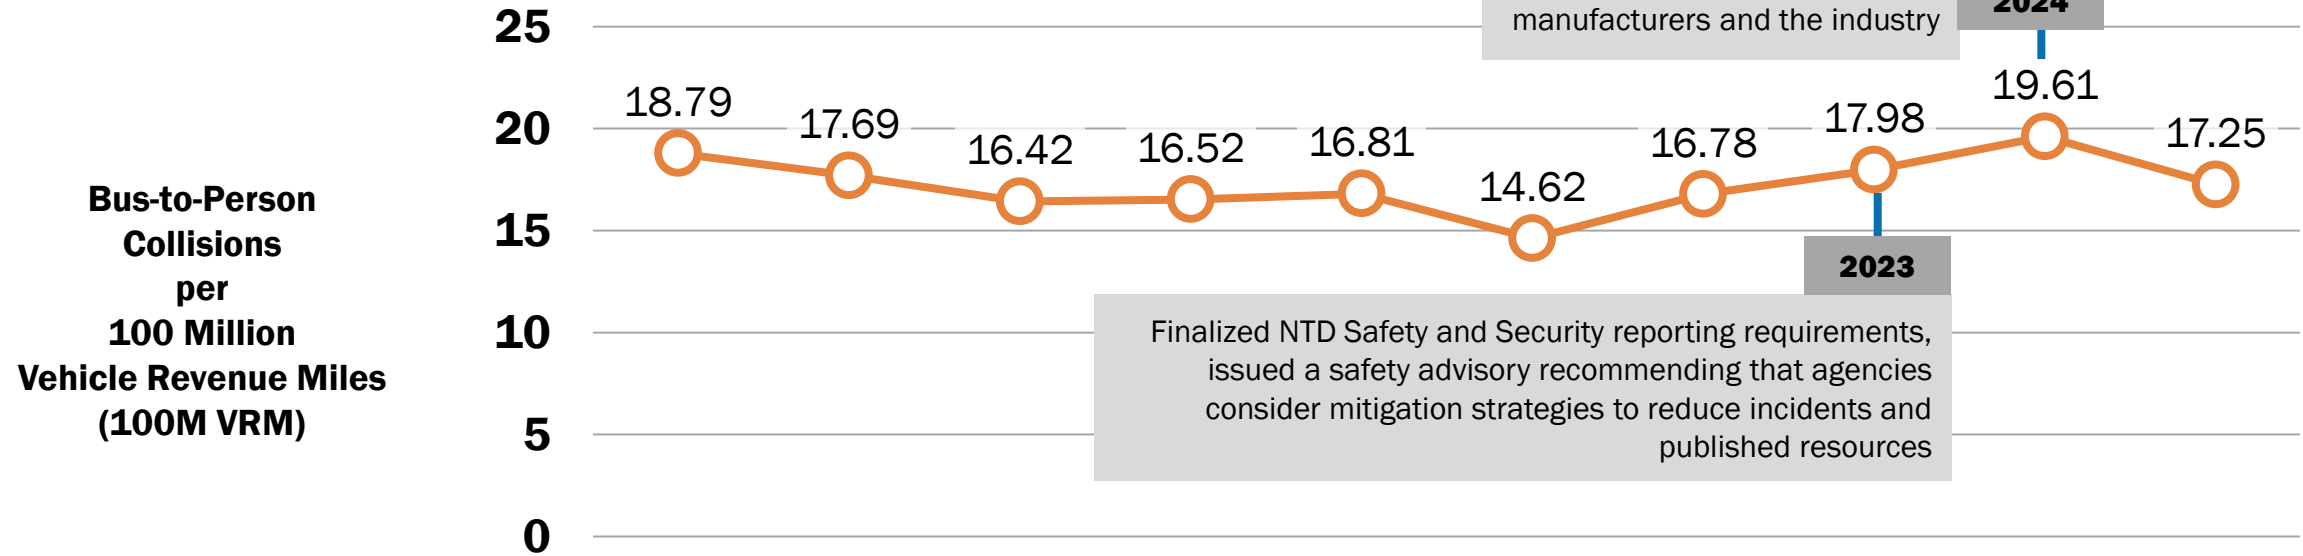 manufacturers and the industry
2024
25
20
15
10
5
0
Bus-to-Person
Collisions
per
100 Million
Vehicle Revenue Miles
(100M VRM)
18.79
17.69
16.42
16.52
16.81
14.62
16.78
17.98
19.61
17.25
2023
Finalized NTD Safety and Security reporting requirements,
issued a safety advisory recommending that agencies
consider mitigation strategies to reduce incidents and
published resources